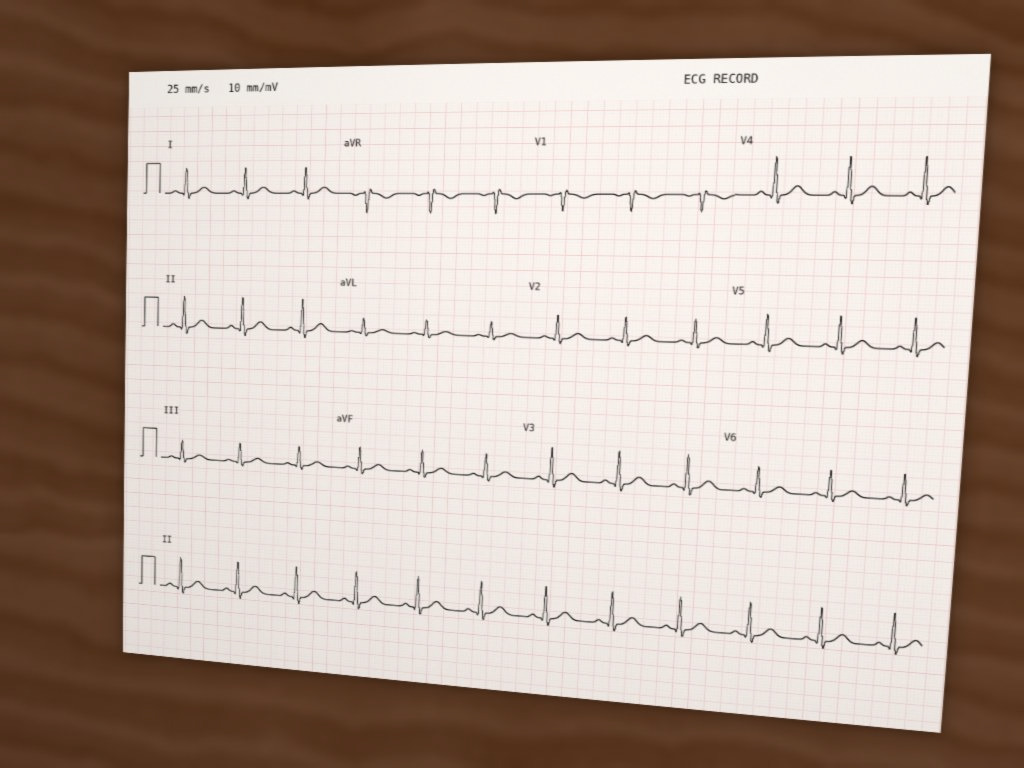 25 mm/s 10 mm/mV
ECG RECORD
I aVR V1 V4
II aVL V2 V5
III aVF V3 V6
II